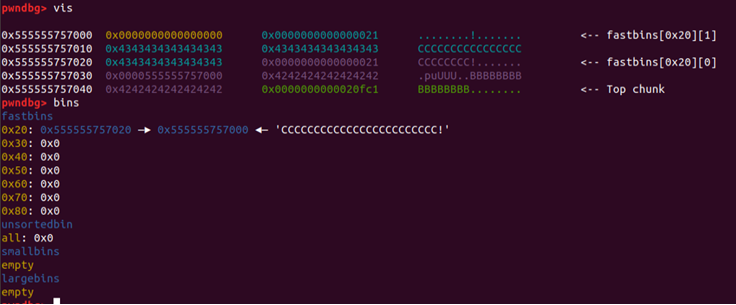 pwndbg> vis
0x555555757000 0x0000000000000000 0x0000000000000021 ........!....... <-- fastbins[0x20][1]
0x555555757010 0x4343434343434343 0x4343434343434343 CCCCCCCCCCCCCCCC
0x555555757020 0x4343434343434343 0x0000000000000021 CCCCCCCC!....... <-- fastbins[0x20][0]
0x555555757030 0x0000555555757000 0x4242424242424242 .puUUU..BBBBBBBB
0x555555757040 0x4242424242424242 0x0000000000020fc1 BBBBBBBB........ <-- Top chunk
pwndbg> bins
fastbins
0x20: 0x555555757020 —▸ 0x555555757000 ◂— 'CCCCCCCCCCCCCCCCCCCCCCCC!'
0x30: 0x0
0x40: 0x0
0x50: 0x0
0x60: 0x0
0x70: 0x0
0x80: 0x0
unsortedbin
all: 0x0
smallbins
empty
largebins
empty